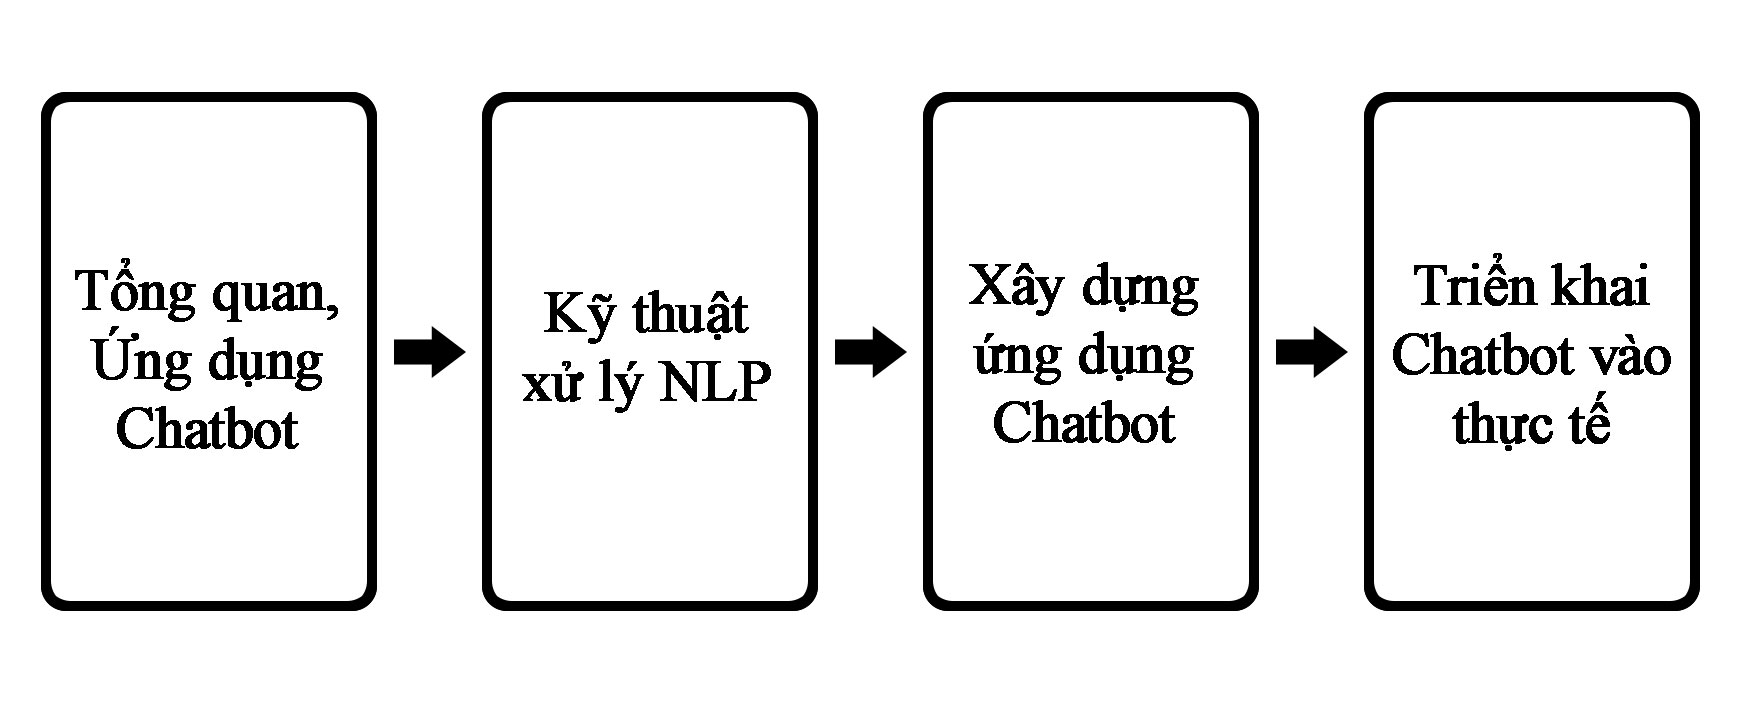 Tổng quan,
Ứng dụng
Chatbot
Kỹ thuật
xử lý NLP
Xây dựng
ứng dụng
Chatbot
Triển khai
Chatbot vào
thực tế